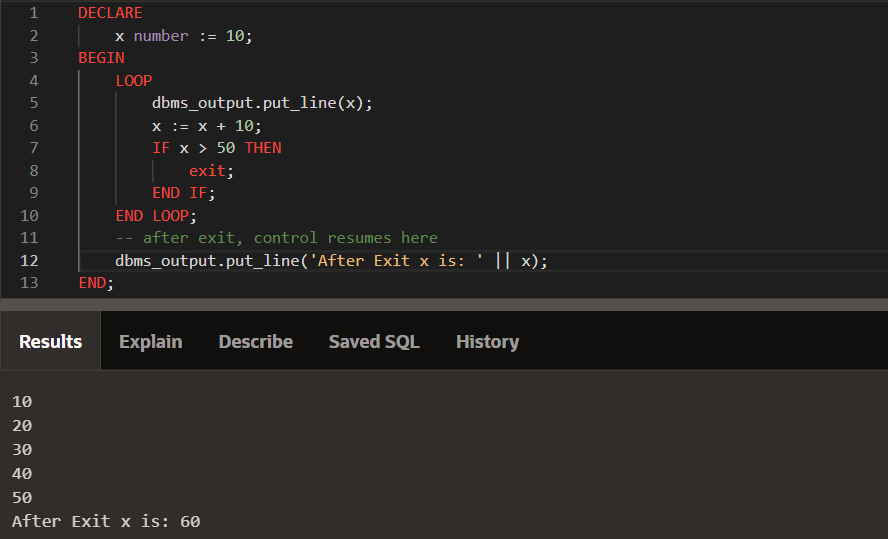 1 DECLARE
2 x number := 10;
3 BEGIN
4 LOOP
5 dbms_output.put_line(x);
6 x := x + 10;
7 IF x > 50 THEN
8 exit;
9 END IF;
10 END LOOP;
11 -- after exit, control resumes here
12 dbms_output.put_line('After Exit x is: ' || x);
13 END;
Results Explain Describe Saved SQL History
10
20
30
40
50
After Exit x is: 60